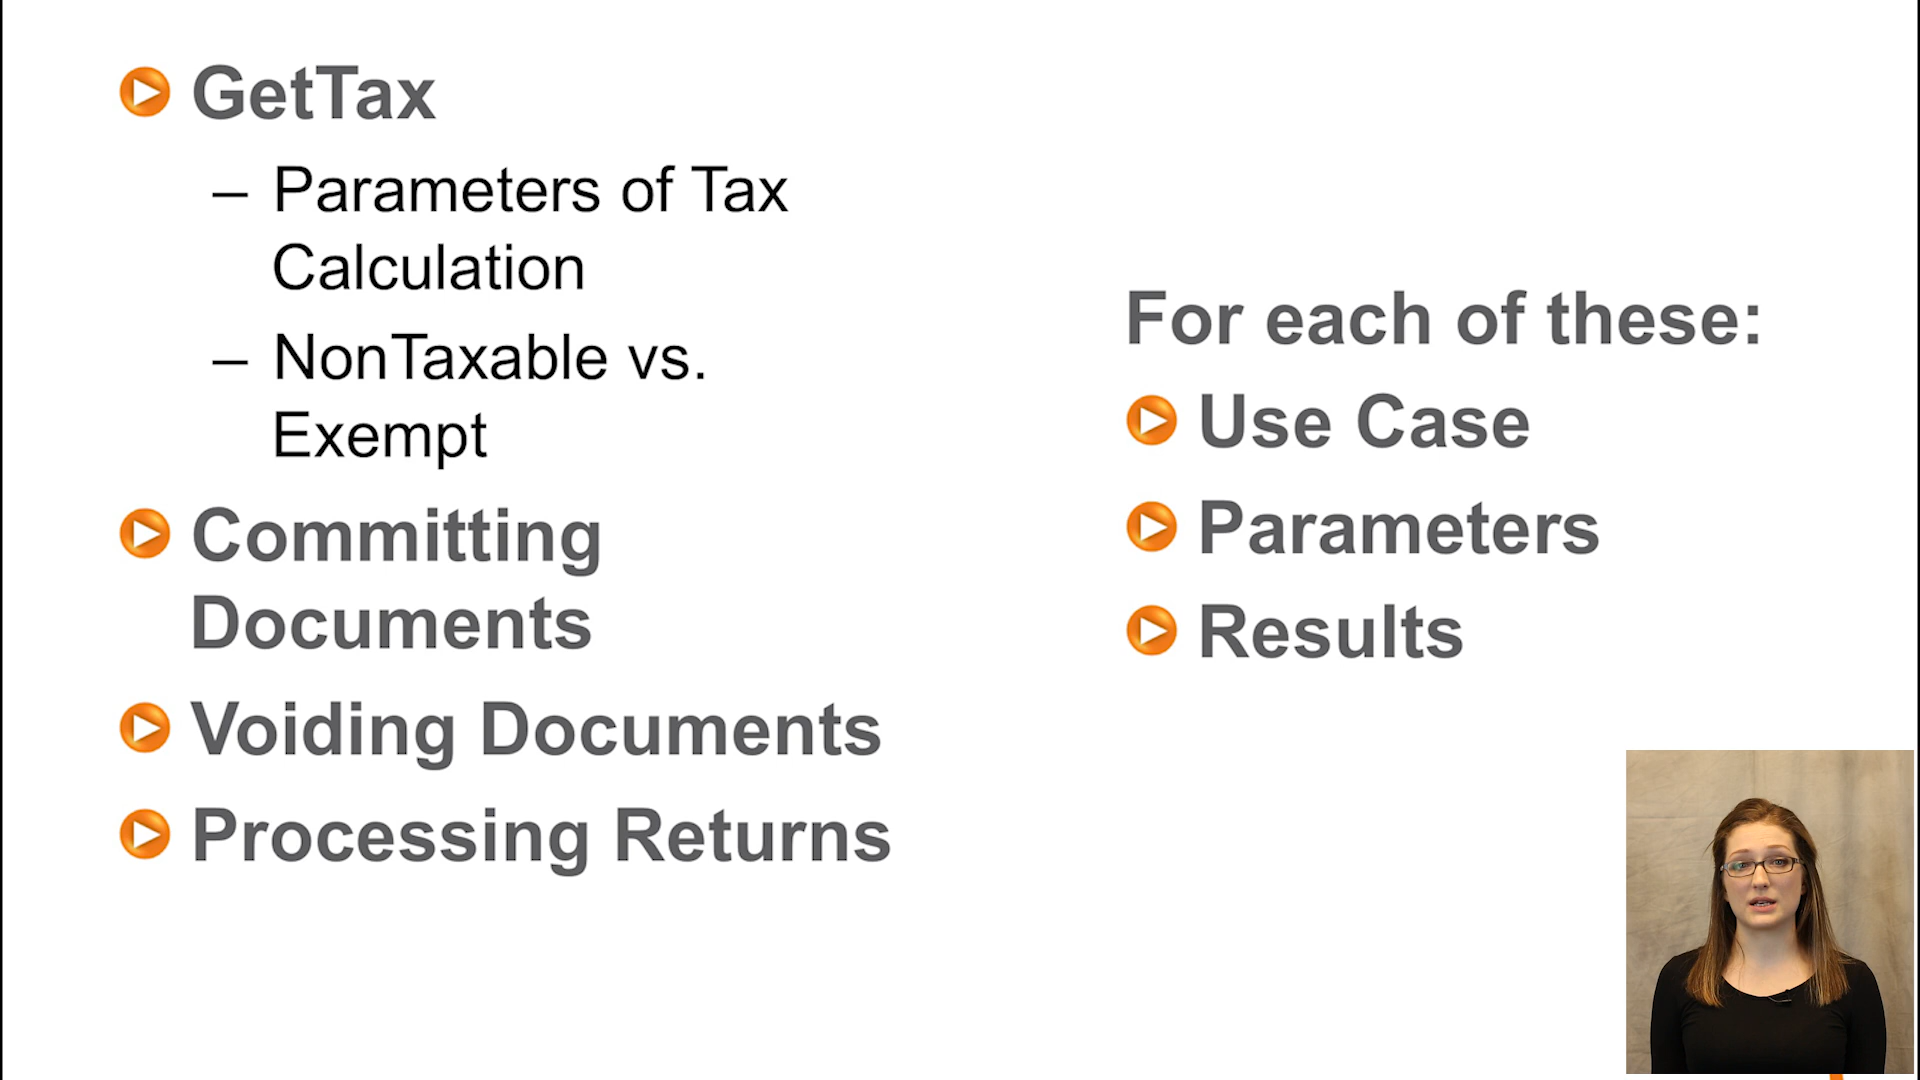 GetTax
– Parameters of Tax
Calculation
– NonTaxable vs.
Exempt
Committing
Documents
Voiding Documents
Processing Returns
For each of these:
Use Case
Parameters
Results